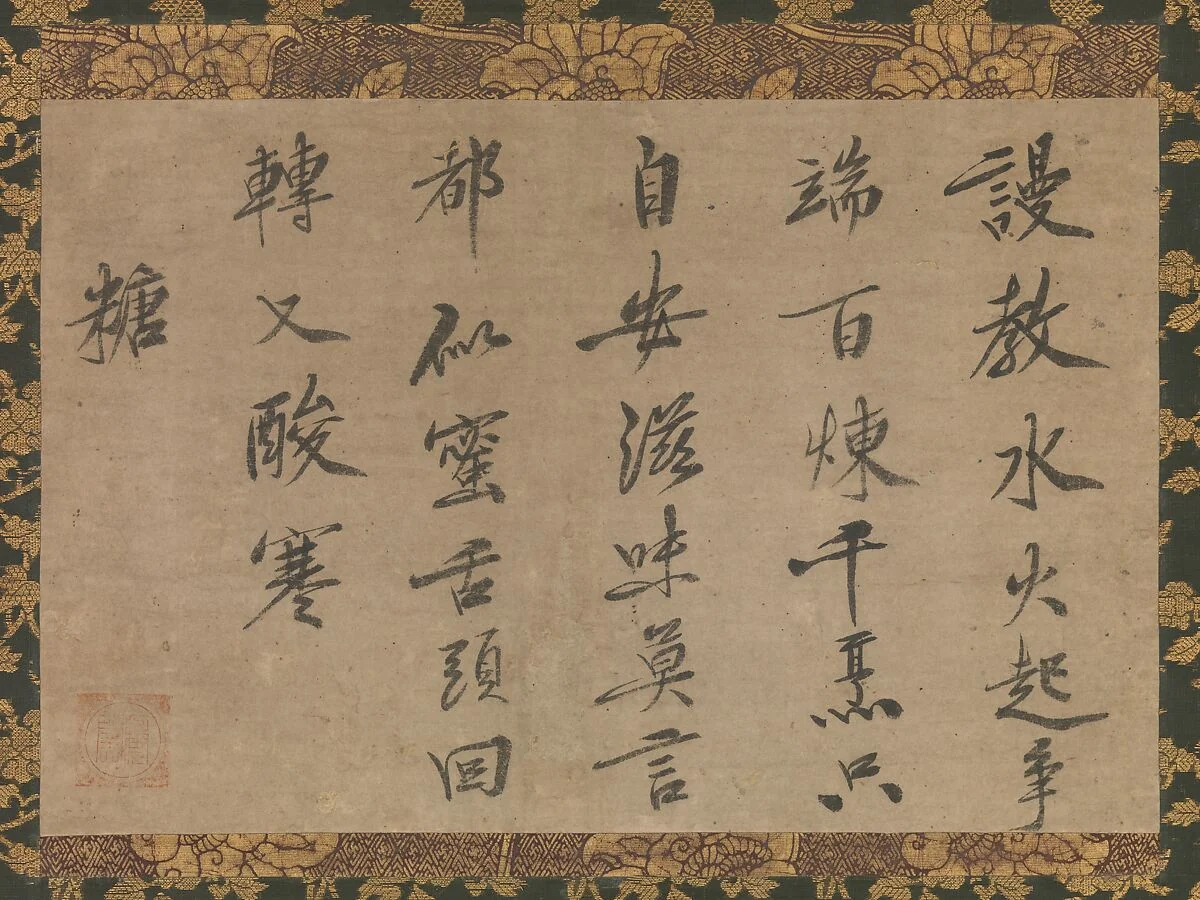 謾教水火起爭
端百煉千烹只
自安滋味莫言
都似蜜舌頭回
轉又酸寒
糖